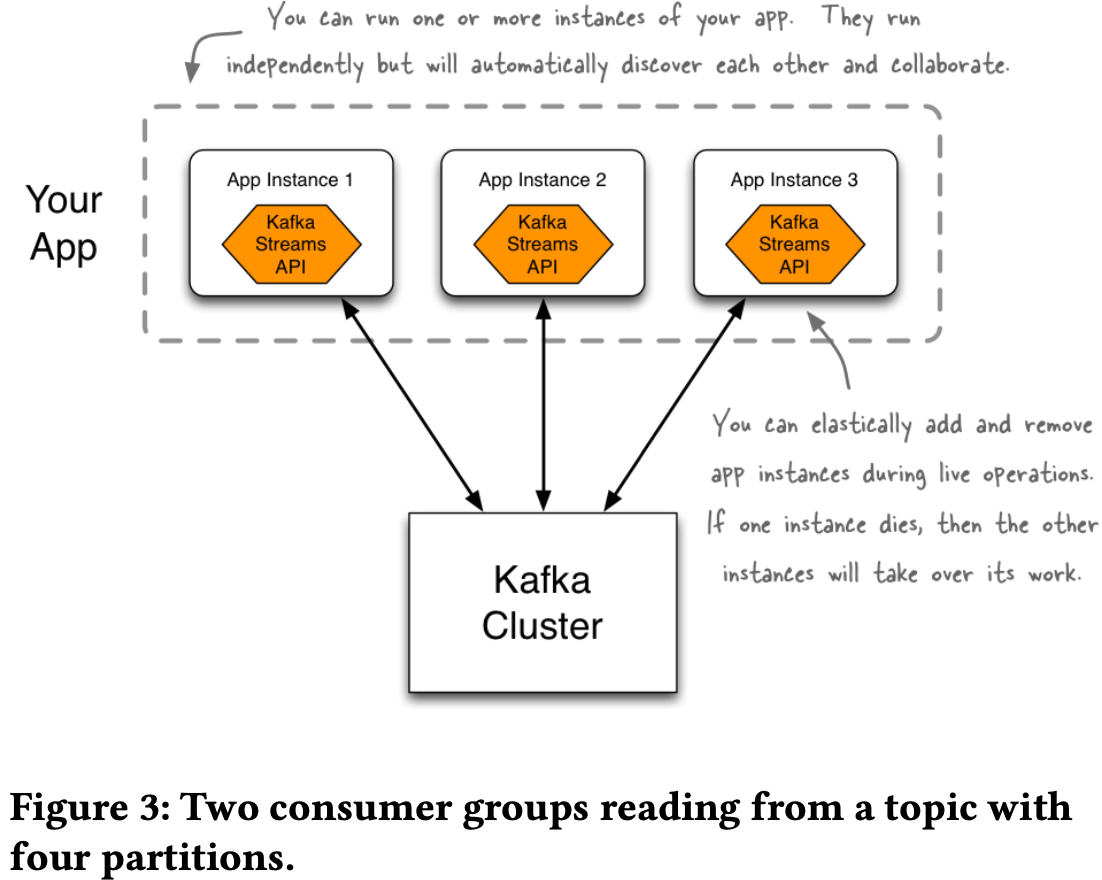 You can run one or more instances of your app. They run
independently but will automatically discover each other and collaborate.
Your
App
App Instance 1
Kafka
Streams
API
App Instance 2
Kafka
Streams
API
App Instance 3
Kafka
Streams
API
You can elastically add and remove
app instances during live operations.
If one instance dies, then the other
instances will take over its work.
Kafka
Cluster
Figure 3: Two consumer groups reading from a topic with
four partitions.